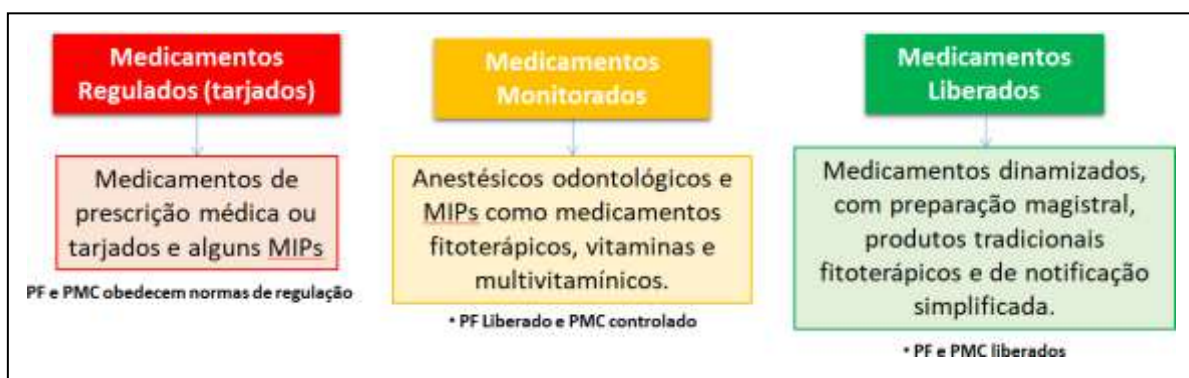 Medicamentos
Regulados (tarjados)
Medicamentos de
prescrição médica ou
tarjados e alguns MIPs
PF e PMC obedecem normas de regulação
Medicamentos
Monitorados
Anestésicos odontológicos e
MIPs como medicamentos
fitoterápicos, vitaminas e
multivitamínicos.
• PF Liberado e PMC controlado
Medicamentos
Liberados
Medicamentos dinamizados,
com preparação magistral,
produtos tradicionais
fitoterápicos e de notificação
simplificada.
• PF e PMC liberados